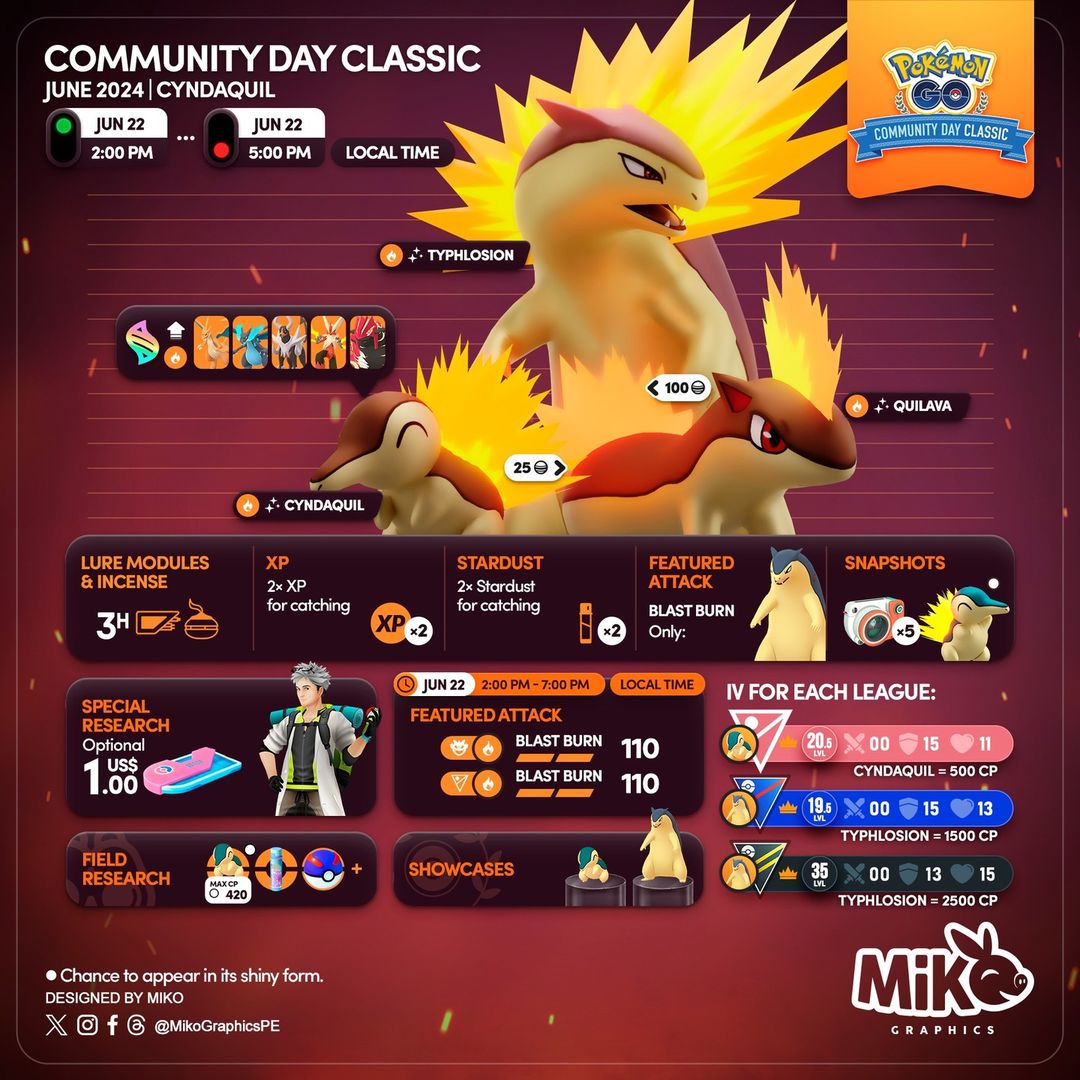 COMMUNITY DAY CLASSIC
JUNE 2024 | CYNDAQUIL
JUN 22
2:00 PM
...
JUN 22
5:00 PM
LOCAL TIME
Pokémon
GO
COMMUNITY DAY CLASSIC
TYPHLOSION
100
QUILAVA
25
CYNDAQUIL
LURE MODULES
& INCENSE
3H
XP
2× XP
for catching
XP ×2
STARDUST
2× Stardust
for catching
×2
FEATURED
ATTACK
BLAST BURN
Only:
SNAPSHOTS
×5
SPECIAL
RESEARCH
Optional
1.00 US$
JUN 22 2:00 PM - 7:00 PM LOCAL TIME
FEATURED ATTACK
BLAST BURN 110
BLAST BURN 110
IV FOR EACH LEAGUE:
20.5 LVL 00 15 11
CYNDAQUIL = 500 CP
19.5 LVL 00 15 13
TYPHLOSION = 1500 CP
35 LVL 00 13 15
TYPHLOSION = 2500 CP
FIELD
RESEARCH
MAX CP
420
+
SHOWCASES
Chance to appear in its shiny form.
DESIGNED BY MIKO
@MikoGraphicsPE
MiKO
GRAPHICS